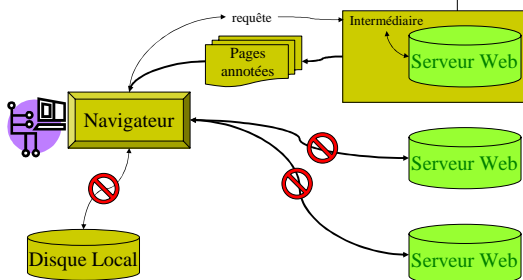 requête
Intermédiaire
Pages
annotées
Serveur Web
Navigateur
Serveur Web
Disque Local
Serveur Web